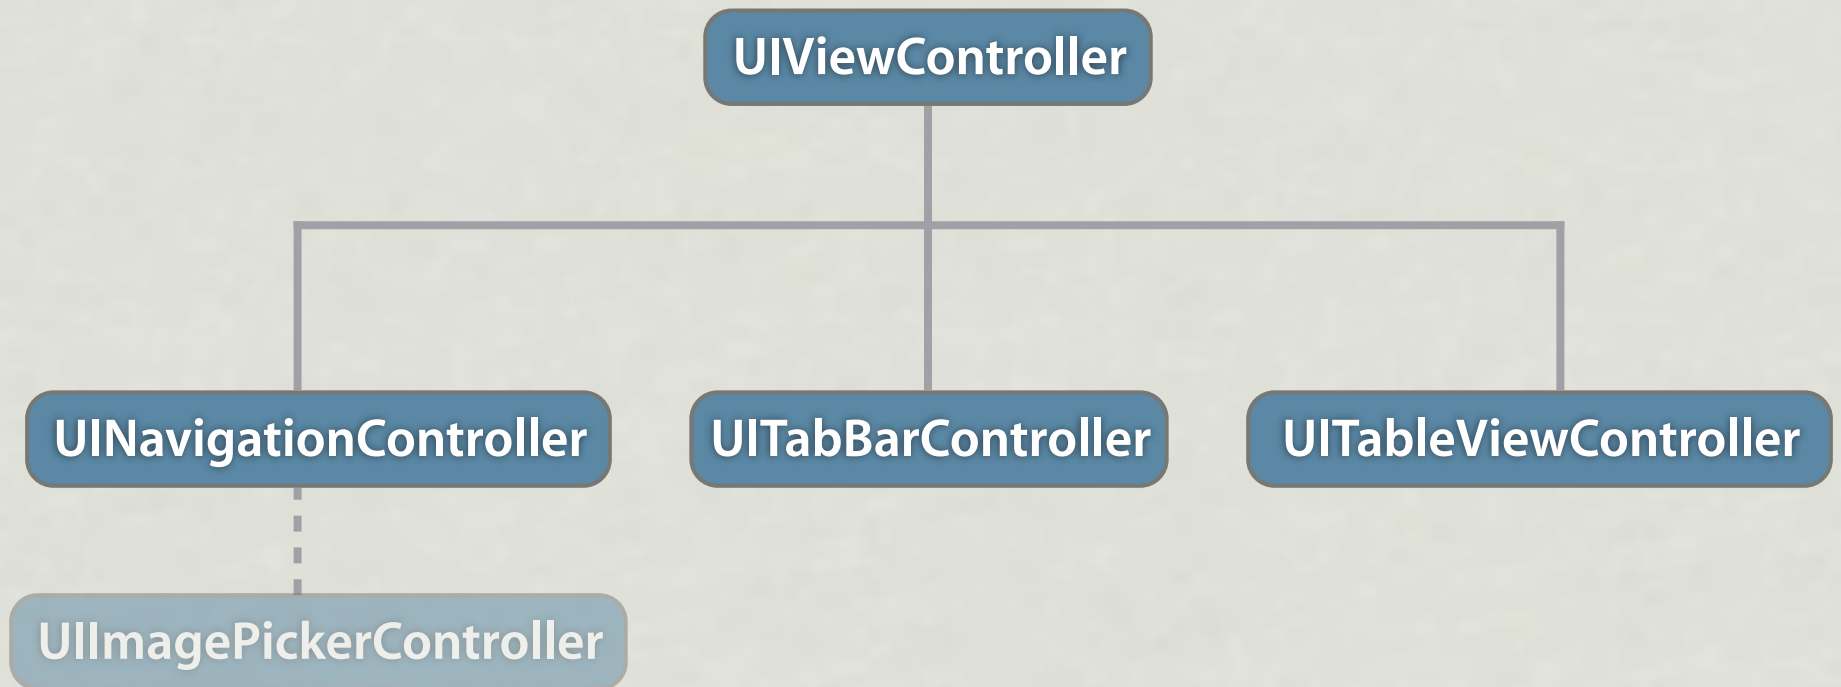 UIViewController
UINavigationController
UITabBarController
UITableViewController
UIImagePickerController